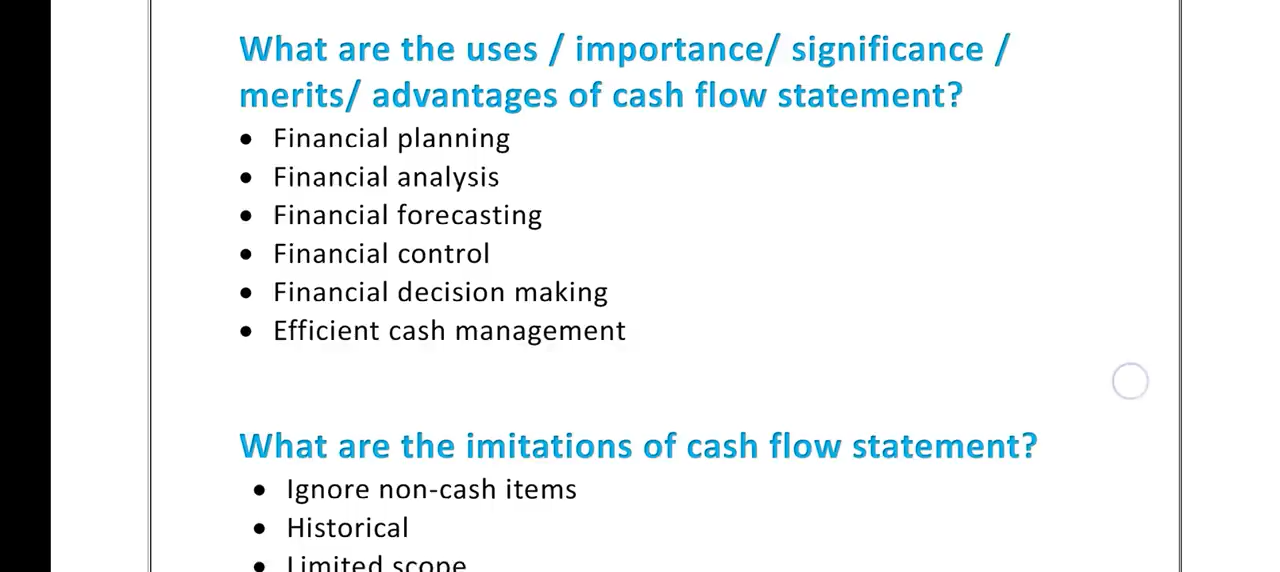 What are the uses / importance/ significance /
merits/ advantages of cash flow statement?
• Financial planning
• Financial analysis
• Financial forecasting
• Financial control
• Financial decision making
• Efficient cash management
What are the imitations of cash flow statement?
• Ignore non-cash items
• Historical
• Limited scope